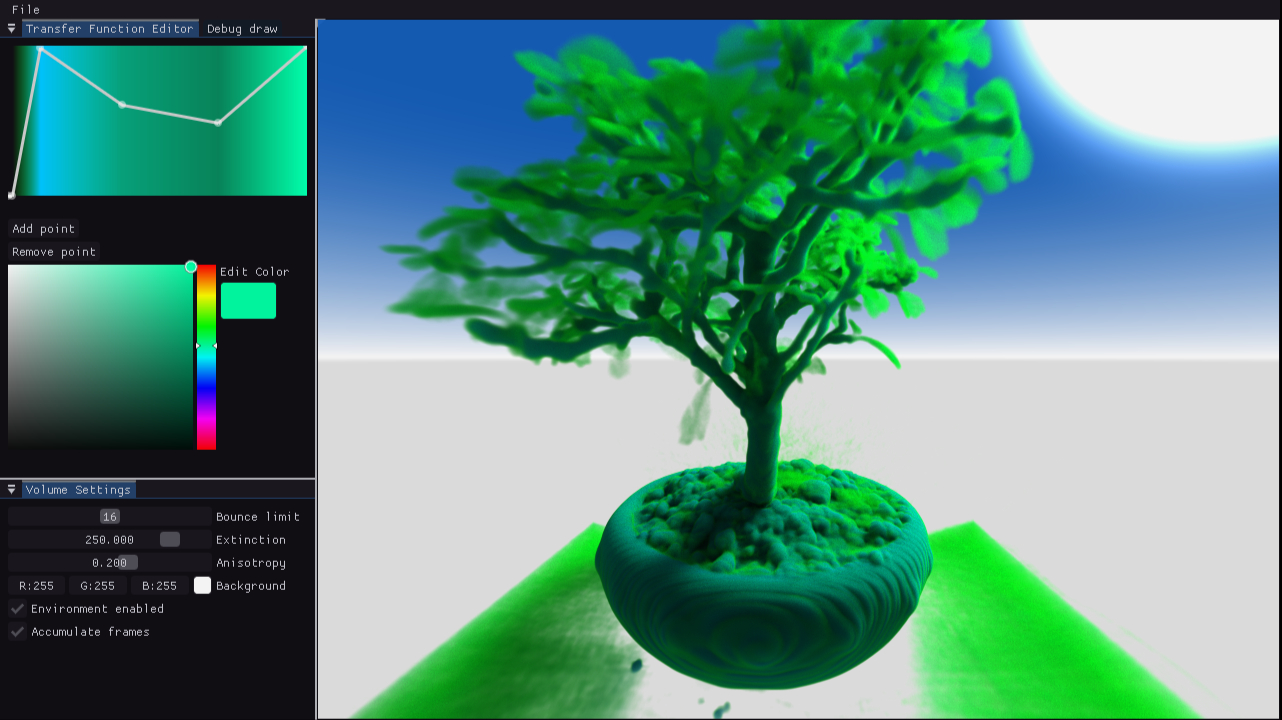 File
Transfer Function Editor Debug draw
Add point
Remove point
Edit Color
Volume Settings
16 Bounce limit
250.000 Extinction
0.200 Anisotropy
R:255 G:255 B:255 Background
Environment enabled
Accumulate frames